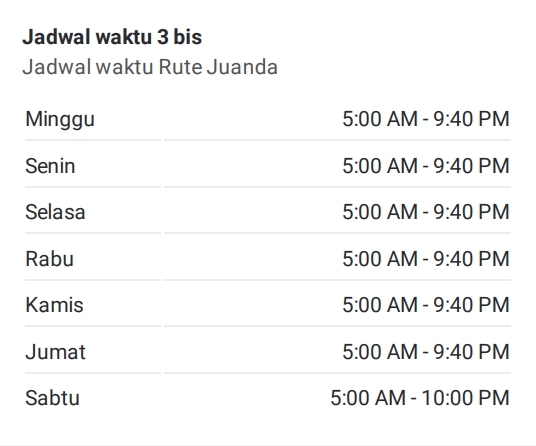 Jadwal waktu 3 bis
Jadwal waktu Rute Juanda
Minggu 5:00 AM - 9:40 PM
Senin 5:00 AM - 9:40 PM
Selasa 5:00 AM - 9:40 PM
Rabu 5:00 AM - 9:40 PM
Kamis 5:00 AM - 9:40 PM
Jumat 5:00 AM - 9:40 PM
Sabtu 5:00 AM - 10:00 PM